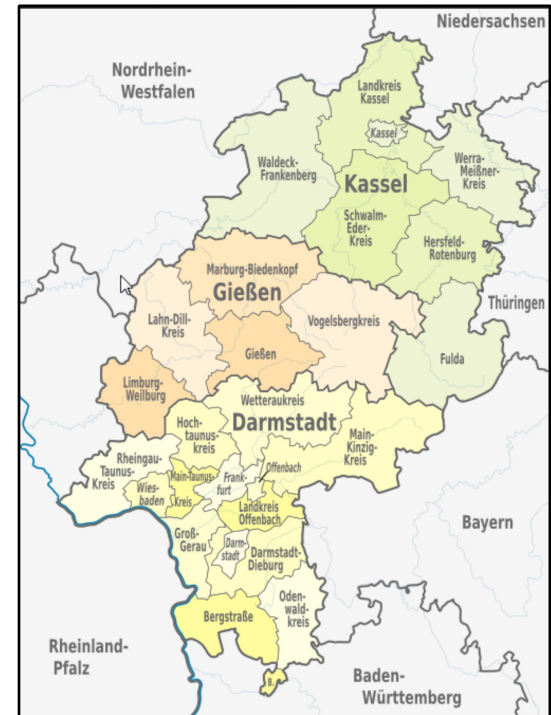 Niedersachsen
Nordrhein-
Westfalen
Landkreis
Kassel
Kassel
Waldeck-
Frankenberg
Werra-
Meißner-
Kreis
Kassel
Schwalm-
Eder-
Kreis
Hersfeld-
Rotenburg
Marburg-Biedenkopf
Gießen
Thüringen
Lahn-Dill-
Kreis
Vogelsbergkreis
Gießen
Fulda
Limburg-
Weilburg
Wetteraukreis
Darmstadt
Hoch-
taunus-
kreis
Main-
Kinzig-
Kreis
Rheingau-
Taunus-
Kreis
Main-Taunus-
Kreis
Frank-
furt
Offenbach
Wies-
baden
Landkreis
Offenbach
Bayern
Groß-
Gerau
Darm-
stadt
Darmstadt-
Dieburg
Oden-
wald-
kreis
Bergstraße
Rheinland-
Pfalz
B.
Baden-
Württemberg